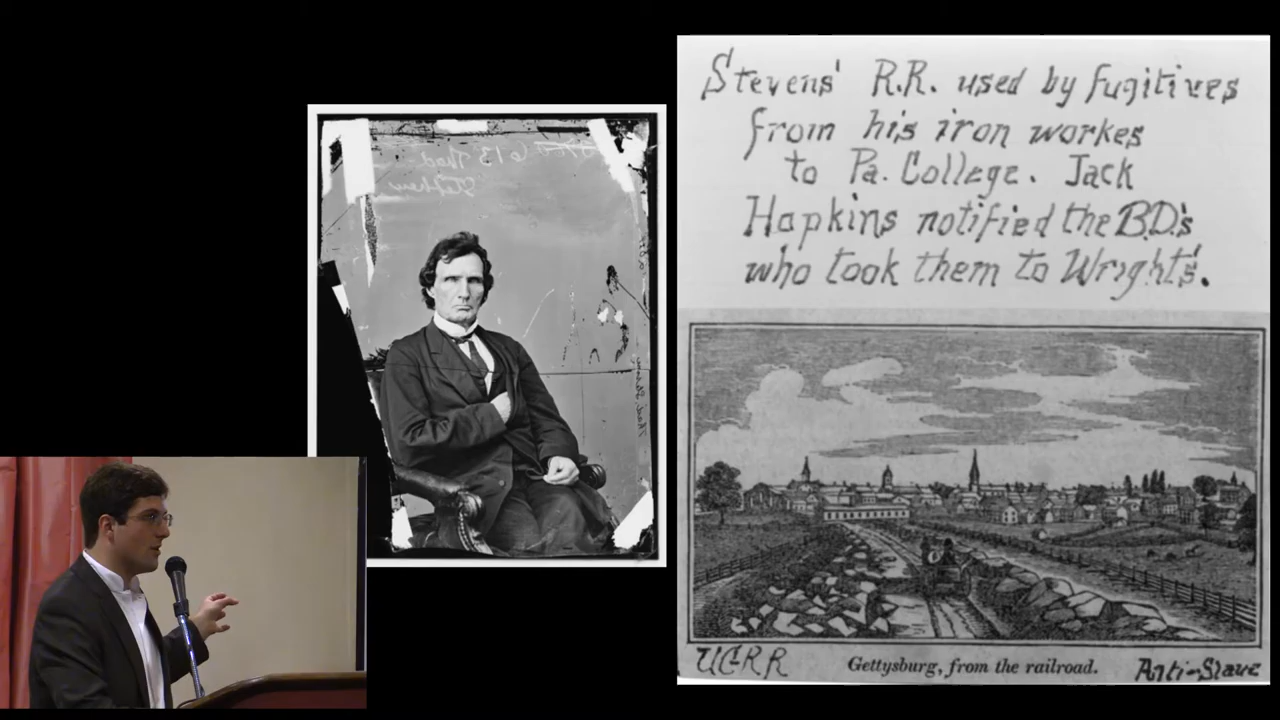 Stevens' R.R. used by fugitives
from his iron workes
to Pa. College. Jack
Hopkins notified the B.D.'s
who took them to Wright's.
UGRR
Gettysburg, from the railroad.
Anti-Slave